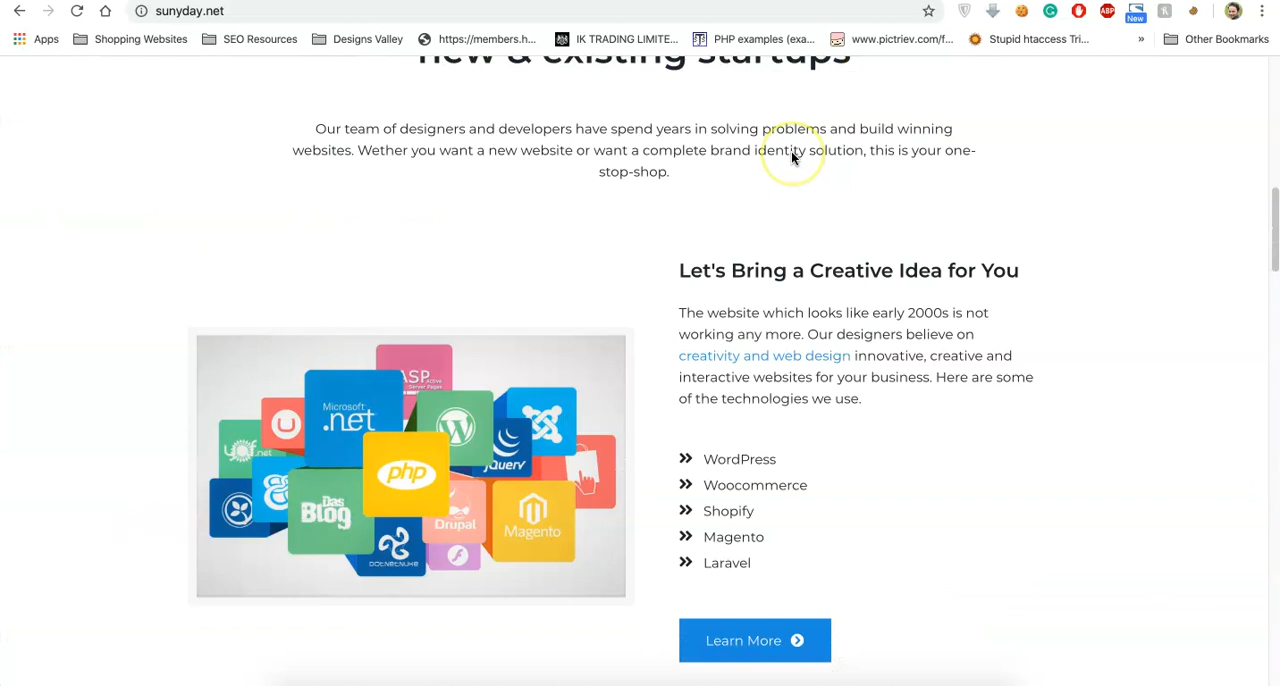 sunyday.net
New
Apps
Shopping Websites
SEO Resources
Designs Valley
https://members.h...
IK TRADING LIMITE...
PHP examples (exa...
www.pictriev.com/f...
Stupid htaccess Tri...
»
Other Bookmarks
ABP
new & existing startups
Our team of designers and developers have spend years in solving problems and build winning
websites. Wether you want a new website or want a complete brand identity solution, this is your one-
stop-shop.
Let's Bring a Creative Idea for You
The website which looks like early 2000s is not
working any more. Our designers believe on
creativity and web design innovative, creative and
interactive websites for your business. Here are some
of the technologies we use.
WordPress
Woocommerce
Shopify
Magento
Laravel
Learn More
ASP Active
Server Pages
Microsoft
.net
jQuery
php
Das
Blog
Drupal
Magento
DOTNETNUKE